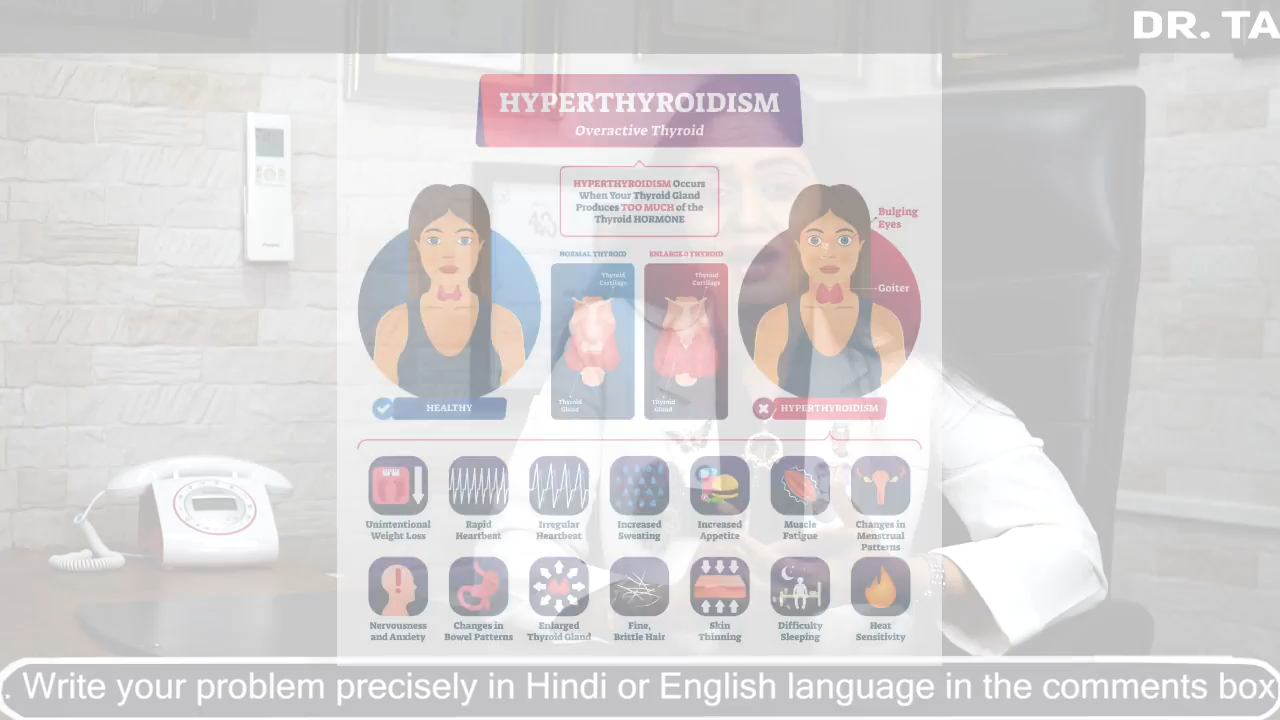 DR. TA
HYPERTHYROIDISM
Overactive Thyroid
HYPERTHYROIDISM Occurs
When Your Thyroid Gland
Produces TOO MUCH of the
Thyroid HORMONE
Bulging
Eyes
NORMAL THYROID
ENLARGED THYROID
Thyroid
Cartilage
Thyroid
Cartilage
Goiter
Thyroid
Gland
Thyroid
Gland
HEALTHY
HYPERTHYROIDISM
Unintentional
Weight Loss
Rapid
Heartbeat
Irregular
Heartbeat
Increased
Sweating
Increased
Appetite
Muscle
Fatigue
Changes in
Menstrual
Patterns
Nervousness
and Anxiety
Changes in
Bowel Patterns
Enlarged
Thyroid Gland
Fine,
Brittle Hair
Skin
Thinning
Difficulty
Sleeping
Heat
Sensitivity
. Write your problem precisely in Hindi or English language in the comments box